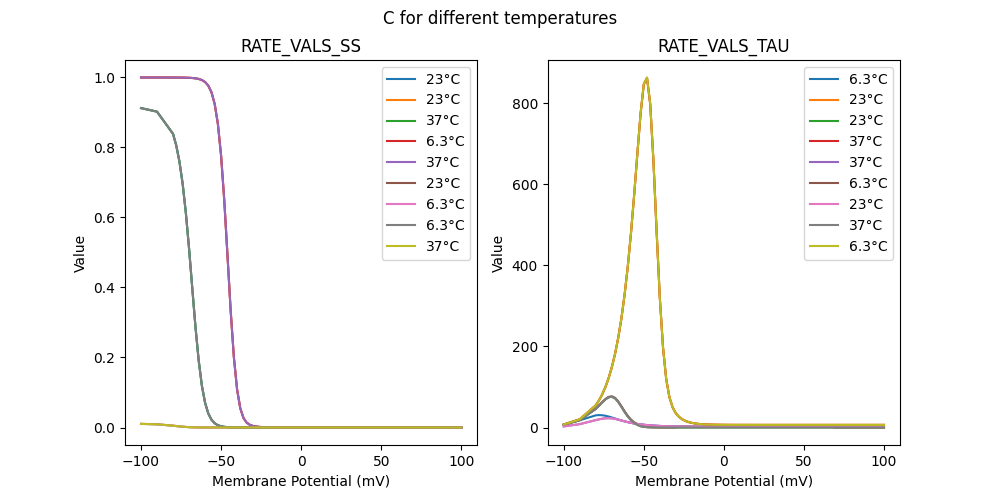 C for different temperatures
RATE_VALS_SS
1.0
0.8
0.6
0.4
0.2
0.0
Value
−100
−50
0
50
100
Membrane Potential (mV)
23°C
23°C
37°C
6.3°C
37°C
23°C
6.3°C
6.3°C
37°C
RATE_VALS_TAU
800
600
400
200
0
Value
−100
−50
0
50
100
Membrane Potential (mV)
6.3°C
23°C
23°C
37°C
37°C
6.3°C
23°C
37°C
6.3°C